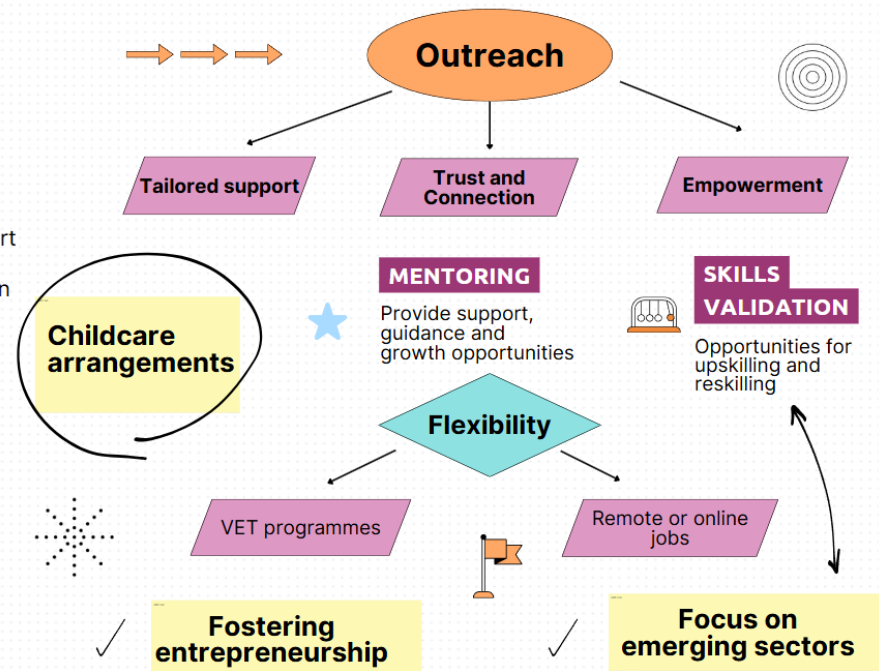 Outreach
Tailored support
Trust and
Connection
Empowerment
rt
n
Childcare
arrangements
MENTORING
Provide support,
guidance and
growth opportunities
SKILLS
VALIDATION
Opportunities for
upskilling and
reskilling
Flexibility
VET programmes
Remote or online
jobs
Fostering
entrepreneurship
Focus on
emerging sectors